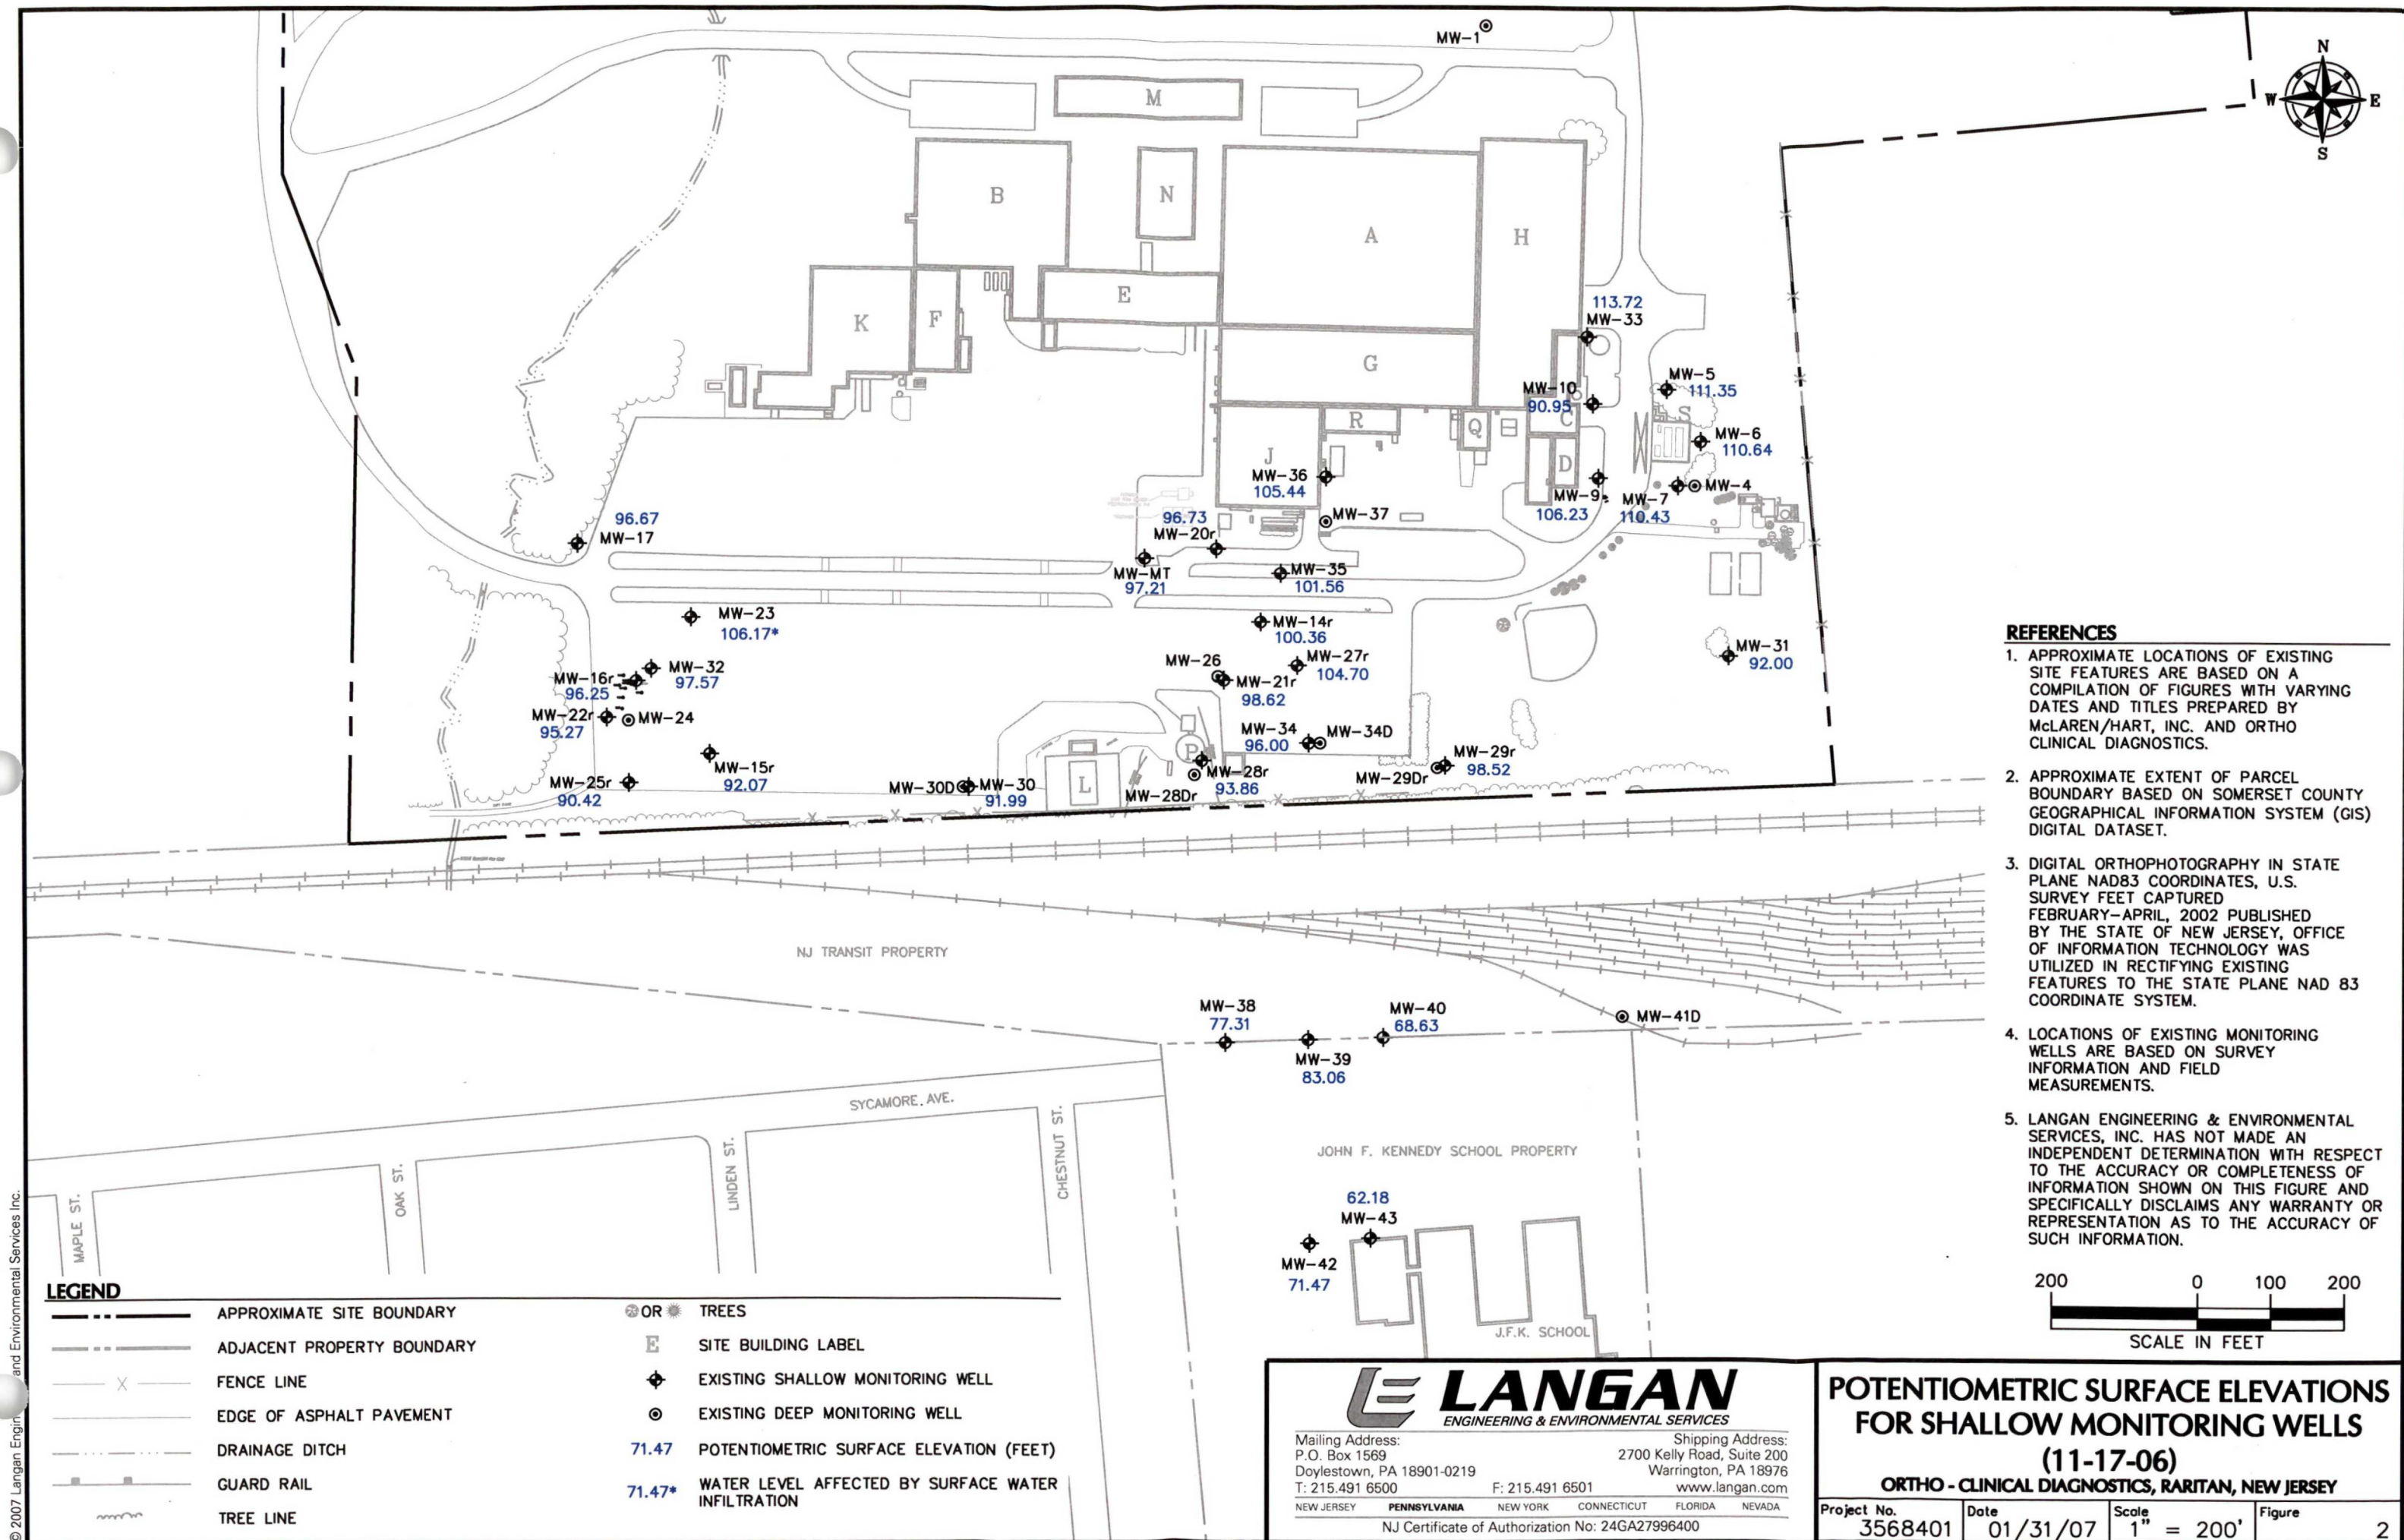 MW-1
N
W
E
S
M
B
N
A
H
E
K
F
G
113.72
MW-33
MW-5
111.35
MW-10
90.95
S
C
R
Q
MW-6
110.64
J
D
MW-36
105.44
MW-4
MW-9
MW-7
106.23
110.43
96.67
MW-17
96.73
MW-20r
MW-37
MW-MT
97.21
MW-35
101.56
MW-23
106.17*
MW-14r
100.36
MW-31
92.00
MW-32
97.57
MW-16r
96.25
MW-26
MW-27r
104.70
MW-21r
98.62
MW-22r
95.27
MW-24
MW-34
96.00
MW-34D
P
MW-15r
92.07
MW-29r
98.52
MW-29Dr
MW-25r
90.42
MW-30D
MW-30
91.99
L
MW-28r
93.86
MW-28Dr
REFERENCES
1. APPROXIMATE LOCATIONS OF EXISTING
SITE FEATURES ARE BASED ON A
COMPILATION OF FIGURES WITH VARYING
DATES AND TITLES PREPARED BY
McLAREN/HART, INC. AND ORTHO
CLINICAL DIAGNOSTICS.
2. APPROXIMATE EXTENT OF PARCEL
BOUNDARY BASED ON SOMERSET COUNTY
GEOGRAPHICAL INFORMATION SYSTEM (GIS)
DIGITAL DATASET.
3. DIGITAL ORTHOPHOTOGRAPHY IN STATE
PLANE NAD83 COORDINATES, U.S.
SURVEY FEET CAPTURED
FEBRUARY-APRIL, 2002 PUBLISHED
BY THE STATE OF NEW JERSEY, OFFICE
OF INFORMATION TECHNOLOGY WAS
UTILIZED IN RECTIFYING EXISTING
FEATURES TO THE STATE PLANE NAD 83
COORDINATE SYSTEM.
4. LOCATIONS OF EXISTING MONITORING
WELLS ARE BASED ON SURVEY
INFORMATION AND FIELD
MEASUREMENTS.
5. LANGAN ENGINEERING & ENVIRONMENTAL
SERVICES, INC. HAS NOT MADE AN
INDEPENDENT DETERMINATION WITH RESPECT
TO THE ACCURACY OR COMPLETENESS OF
INFORMATION SHOWN ON THIS FIGURE AND
SPECIFICALLY DISCLAIMS ANY WARRANTY OR
REPRESENTATION AS TO THE ACCURACY OF
SUCH INFORMATION.
NJ TRANSIT PROPERTY
MW-38
77.31
MW-40
68.63
MW-39
83.06
MW-41D
SYCAMORE. AVE.
MAPLE ST.
OAK ST.
LINDEN ST.
CHESTNUT ST.
JOHN F. KENNEDY SCHOOL PROPERTY
62.18
MW-43
MW-42
71.47
J.F.K. SCHOOL
200 0 100 200
SCALE IN FEET
LEGEND
APPROXIMATE SITE BOUNDARY
ADJACENT PROPERTY BOUNDARY
X FENCE LINE
EDGE OF ASPHALT PAVEMENT
DRAINAGE DITCH
GUARD RAIL
TREE LINE
OR TREES
E SITE BUILDING LABEL
EXISTING SHALLOW MONITORING WELL
EXISTING DEEP MONITORING WELL
71.47 POTENTIOMETRIC SURFACE ELEVATION (FEET)
71.47* WATER LEVEL AFFECTED BY SURFACE WATER
INFILTRATION
© 2007 Langan and Environmental Services Inc.
LANGAN
ENGINEERING & ENVIRONMENTAL SERVICES
Mailing Address:
P.O. Box 1569
Doylestown, PA 18901-0219
T: 215.491 6500
F: 215.491 6501
Shipping Address:
2700 Kelly Road, Suite 200
Warrington, PA 18976
www.langan.com
NEW JERSEY PENNSYLVANIA NEW YORK CONNECTICUT FLORIDA NEVADA
NJ Certificate of Authorization No: 24GA27996400
POTENTIOMETRIC SURFACE ELEVATIONS
FOR SHALLOW MONITORING WELLS
(11-17-06)
ORTHO - CLINICAL DIAGNOSTICS, RARITAN, NEW JERSEY
Project No.
3568401
Date
01/31/07
Scale
1" = 200'
Figure
2